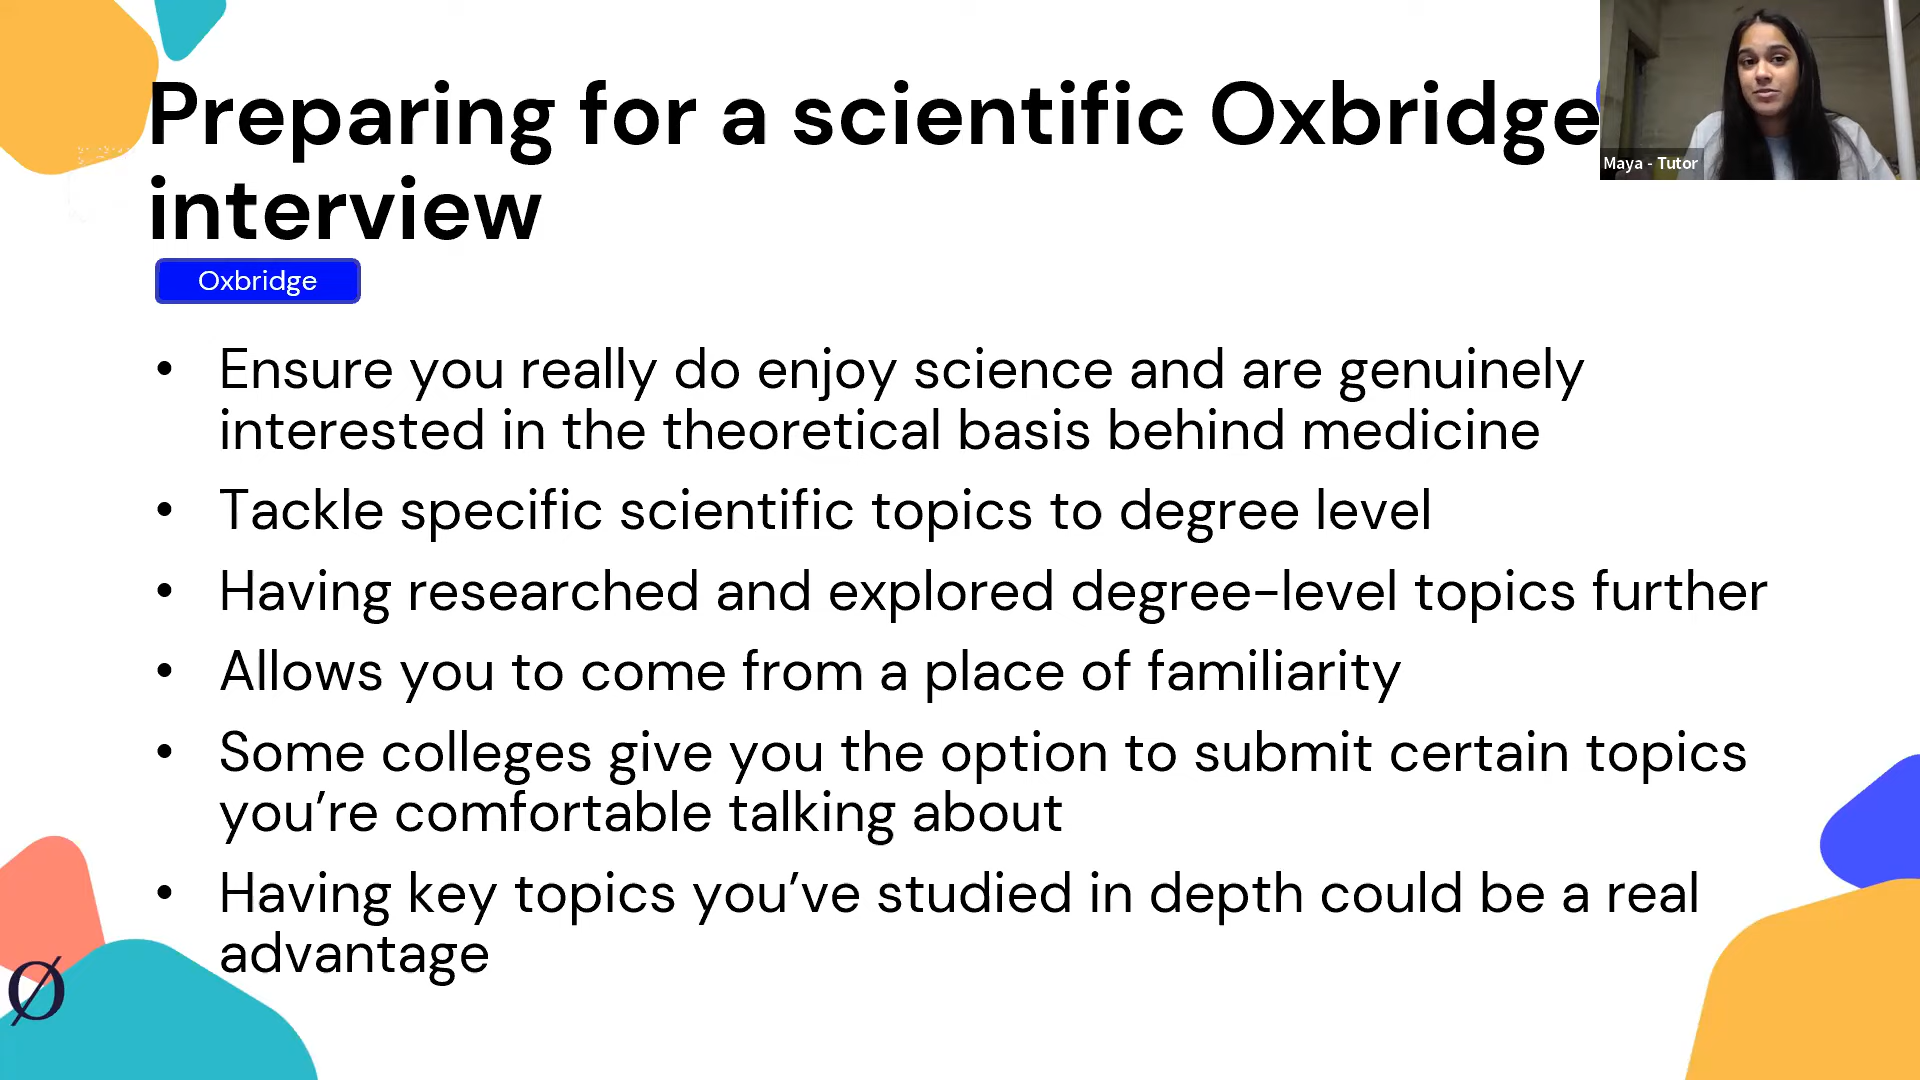 Preparing for a scientific Oxbridge
interview
Maya - Tutor
Oxbridge
• Ensure you really do enjoy science and are genuinely
interested in the theoretical basis behind medicine
• Tackle specific scientific topics to degree level
• Having researched and explored degree-level topics further
• Allows you to come from a place of familiarity
• Some colleges give you the option to submit certain topics
you’re comfortable talking about
• Having key topics you’ve studied in depth could be a real
advantage
Ø